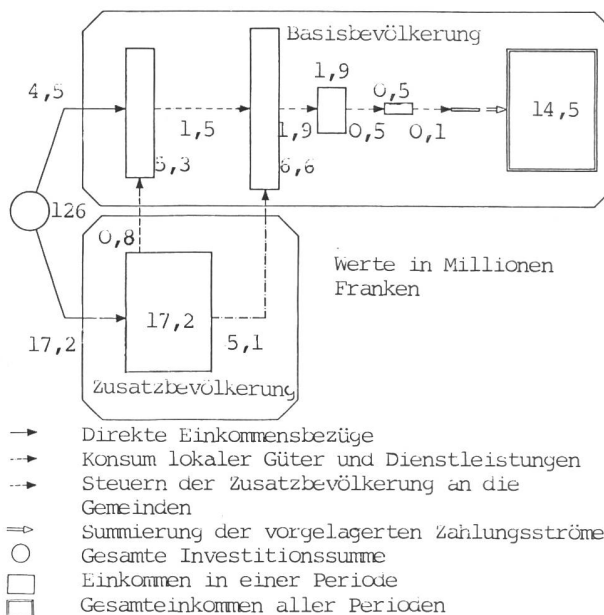 Basisbevölkerung
4,5
1,9
0,5
14,5
1,5
1,9
0,5
0,1
5,3
6,6
126
0,8
Werte in Millionen
Franken
17,2
17,2
5,1
Zusatzbevölkerung
Direkte Einkommensbezüge
Konsum lokaler Güter und Dienstleistungen
Steuern der Zusatzbevölkerung an die
Gemeinden
Summierung der vorgelagerten Zahlungsströme
Gesamte Investitionssumme
Einkommen in einer Periode
Gesamteinkommen aller Perioden